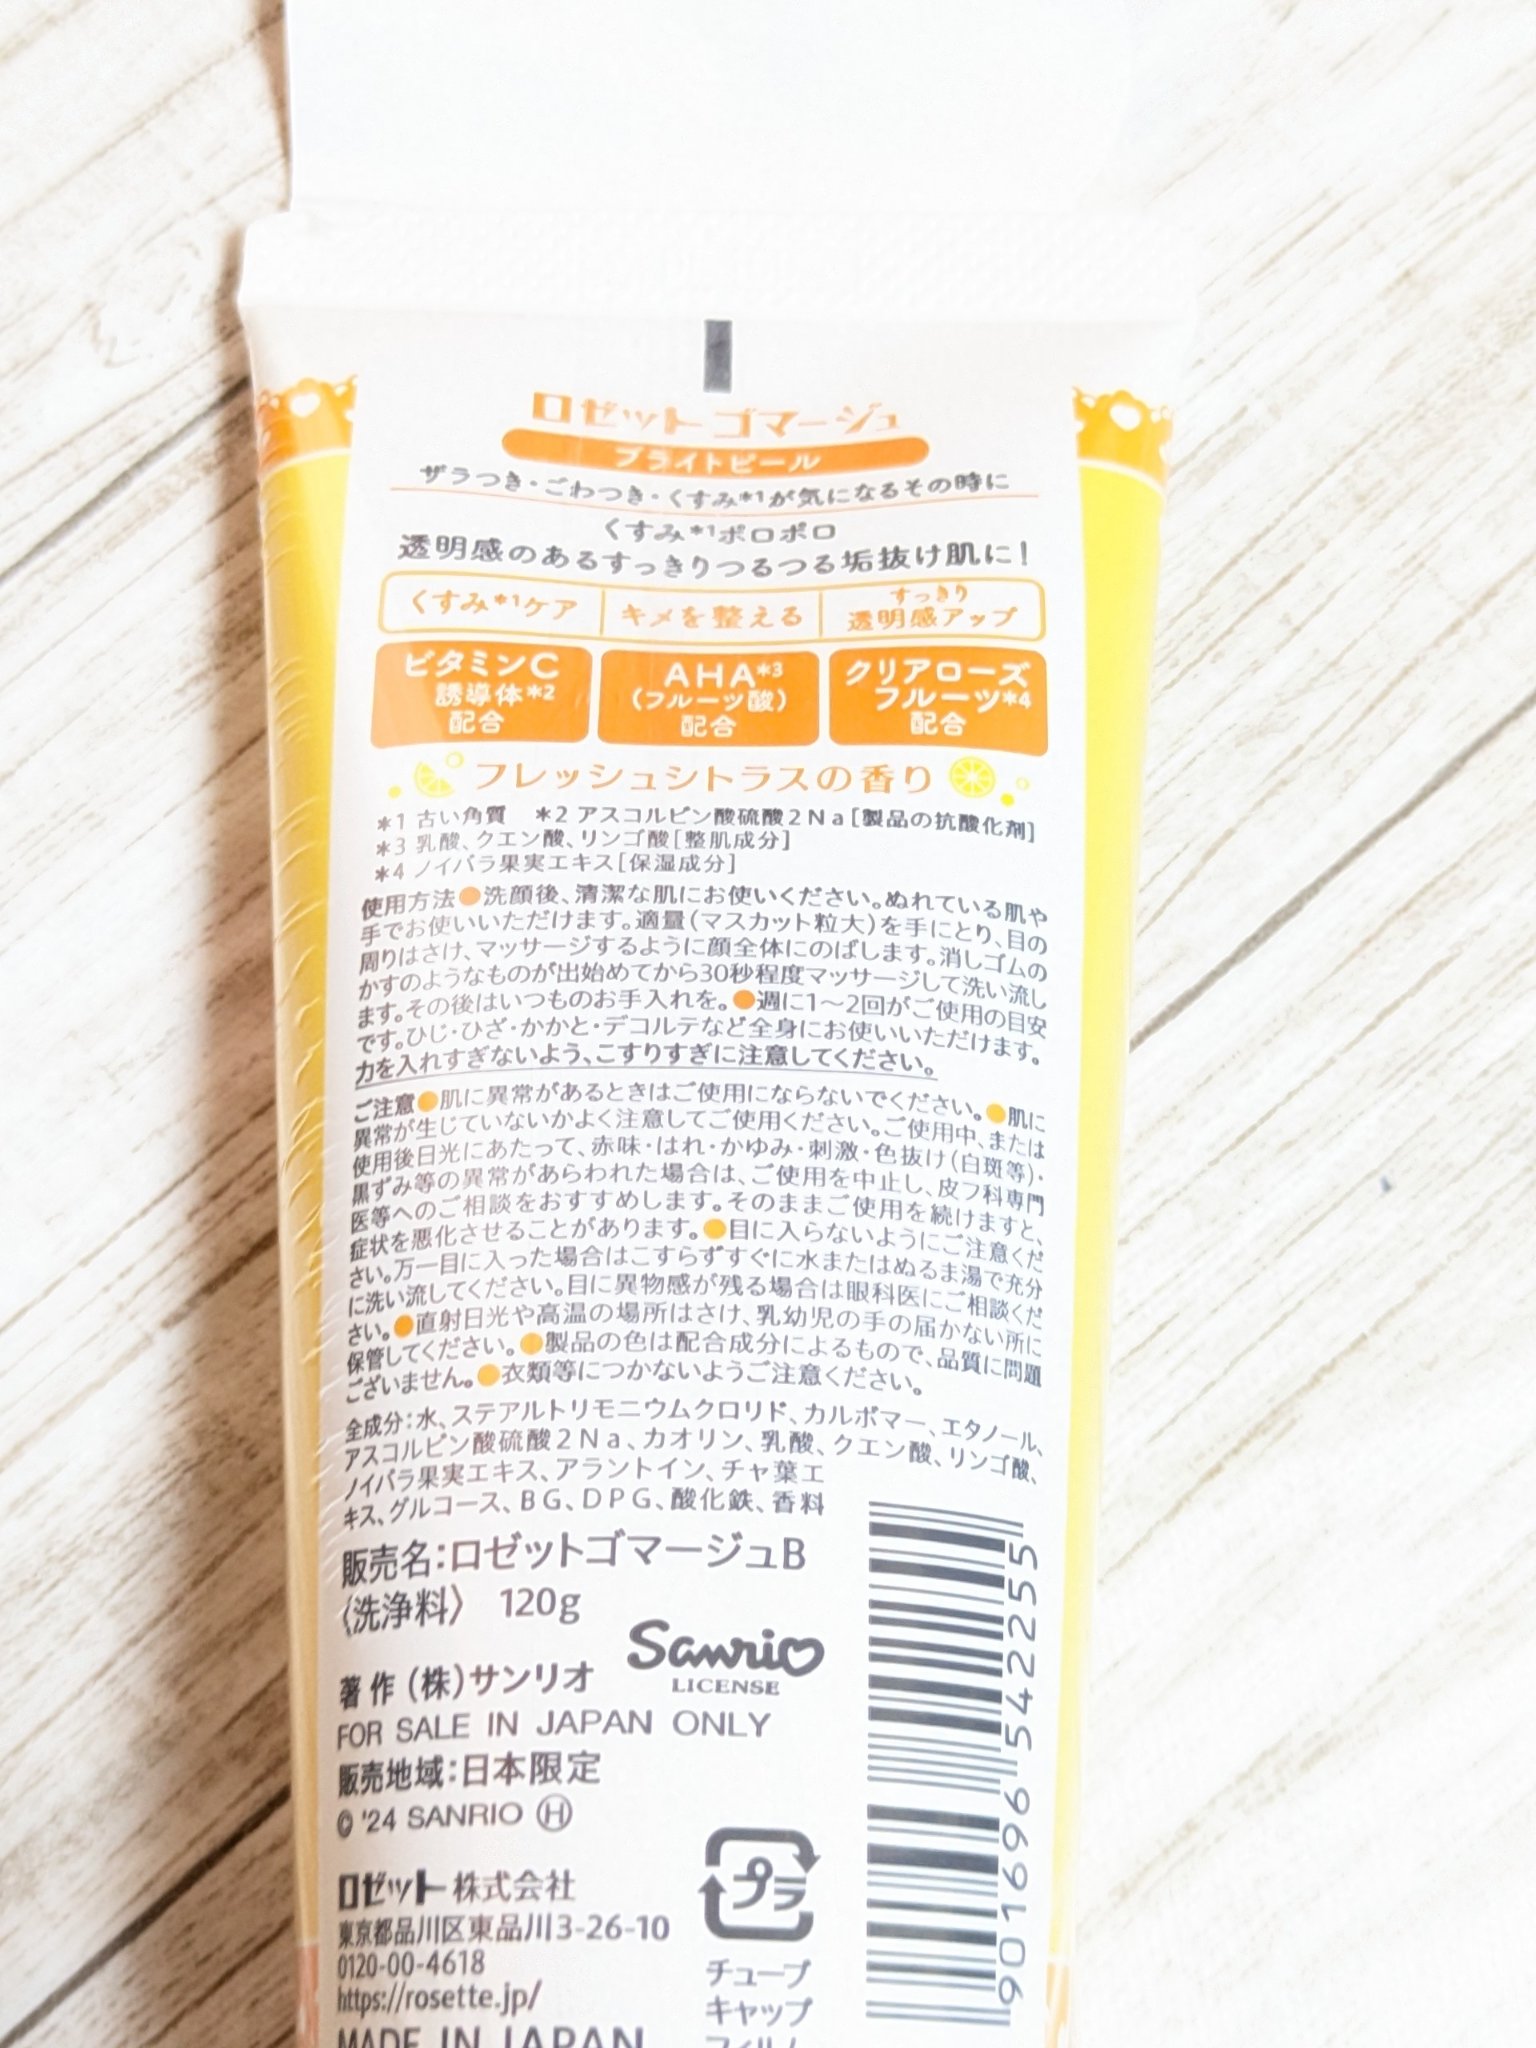 ロゼット ゴマージュ
ブライトピール
ザラつき・ごわつき・くすみ*1が気になるその時に
くすみ*1ポロポロ
透明感のあるすっきりつるつる垢抜け肌に!
くすみ*1ケア
キメを整える
すっきり
透明感アップ
ビタミンC
誘導体*2
配合
AHA*3
(フルーツ酸)
配合
クリアローズ
フルーツ*4
配合
フレッシュシトラスの香り
*1 古い角質 *2 アスコルビン酸硫酸2Na[製品の抗酸化剤]
*3 乳酸、クエン酸、リンゴ酸[整肌成分]
*4 ノイバラ果実エキス[保湿成分]
使用方法●洗顔後、清潔な肌にお使いください。ぬれている肌や
手でお使いいただけます。適量(マスカット粒大)を手にとり、目の
周りはさけ、マッサージするように顔全体にのばします。消しゴムの
かすのようなものが出始めてから30秒程度マッサージして洗い流し
ます。その後はいつものお手入れを。●週に1〜2回がご使用の目安
です。ひじ・ひざ・かかと・デコルテなど全身にお使いいただけます。
力を入れすぎないよう、こすりすぎに注意してください。
ご注意●肌に異常があるときはご使用にならないでください。●肌に
異常が生じていないかよく注意してご使用ください。ご使用中、または
使用後日光にあたって、赤味・はれ・かゆみ・刺激・色抜け(白斑等)・
黒ずみ等の異常があらわれた場合は、ご使用を中止し、皮フ科専門
医等へのご相談をおすすめします。そのままご使用を続けますと、
症状を悪化させることがあります。●目に入らないようにご注意くだ
さい。万一目に入った場合はこすらずすぐに水またはぬるま湯で充分
に洗い流してください。目に異物感が残る場合は眼科医にご相談くだ
さい。●直射日光や高温の場所はさけ、乳幼児の手の届かない所に
保管してください。●製品の色は配合成分によるもので、品質に問題
ございません。●衣類等につかないようご注意ください。
全成分:水、ステアルトリモニウムクロリド、カルボマー、エタノール、
アスコルビン酸硫酸2Na、カオリン、乳酸、クエン酸、リンゴ酸、
ノイバラ果実エキス、アラントイン、チャ葉エ
キス、グルコース、BG、DPG、酸化鉄、香料
販売名:ロゼットゴマージュB
〈洗浄料〉 120g
Sanrio
LICENSE
著作 (株)サンリオ
FOR SALE IN JAPAN ONLY
販売地域:日本限定
© '24 SANRIO Ⓗ
ロゼット株式会社
東京都品川区東品川3-26-10
0120-00-4618
https://rosette.jp/
MADE IN JAPAN
プラ
チューブ
キャップ
フィルム
4901696542255